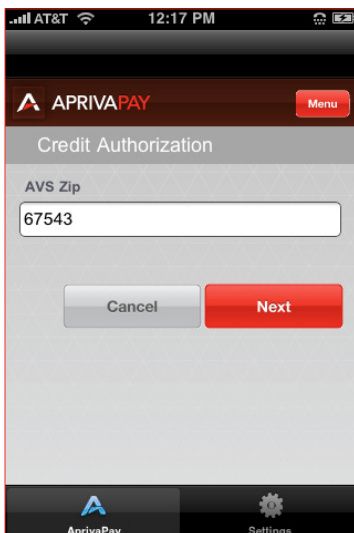 AT&T 12:17 PM
APRIVAPAY Menu
Credit Authorization
AVS Zip
67543
Cancel Next
AprivaPay Settings